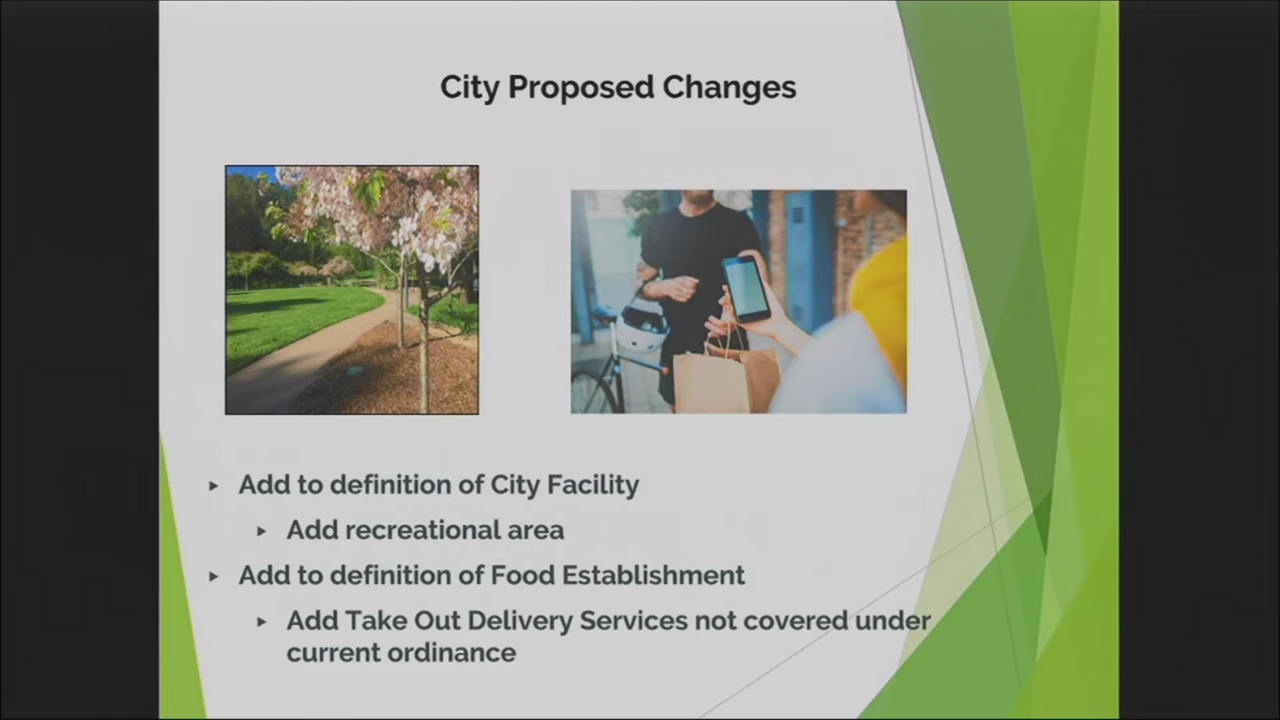 City Proposed Changes
Add to definition of City Facility
Add recreational area
Add to definition of Food Establishment
Add Take Out Delivery Services not covered under
current ordinance